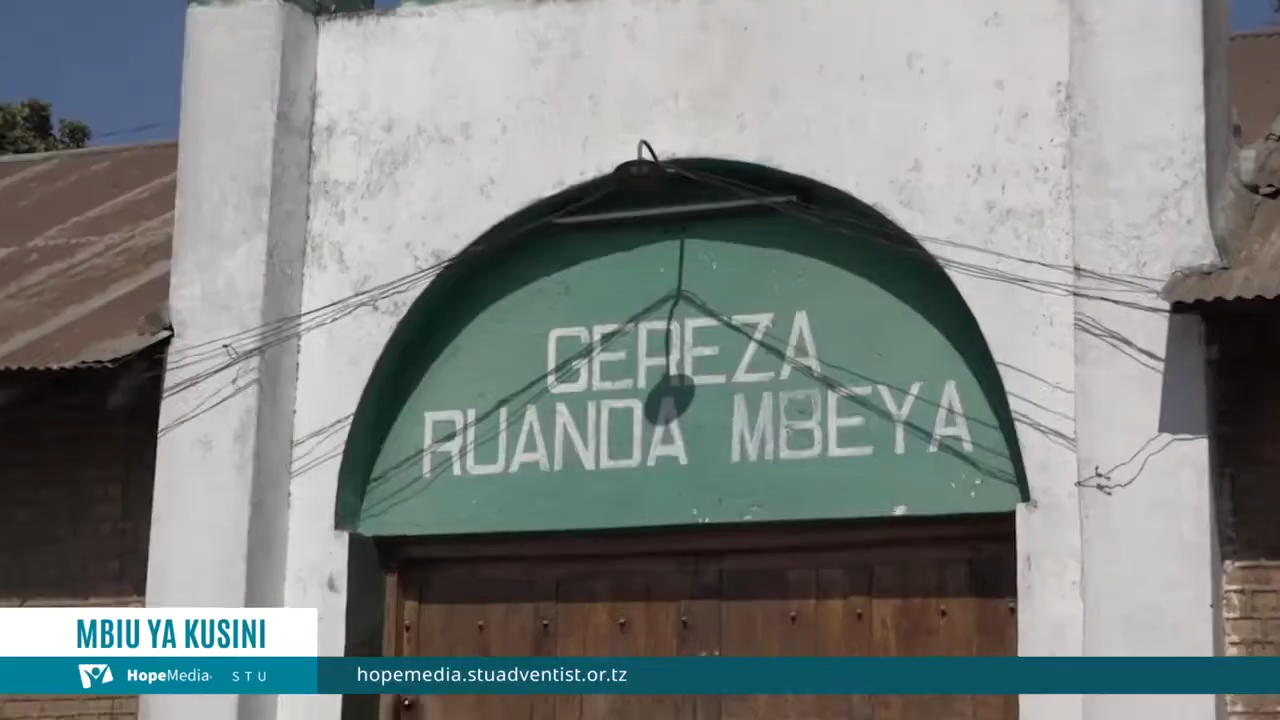 GEREZA
RUANDA MBEYA
MBIU YA KUSINI
HopeMedia STU
hopemedia.stuadventist.or.tz